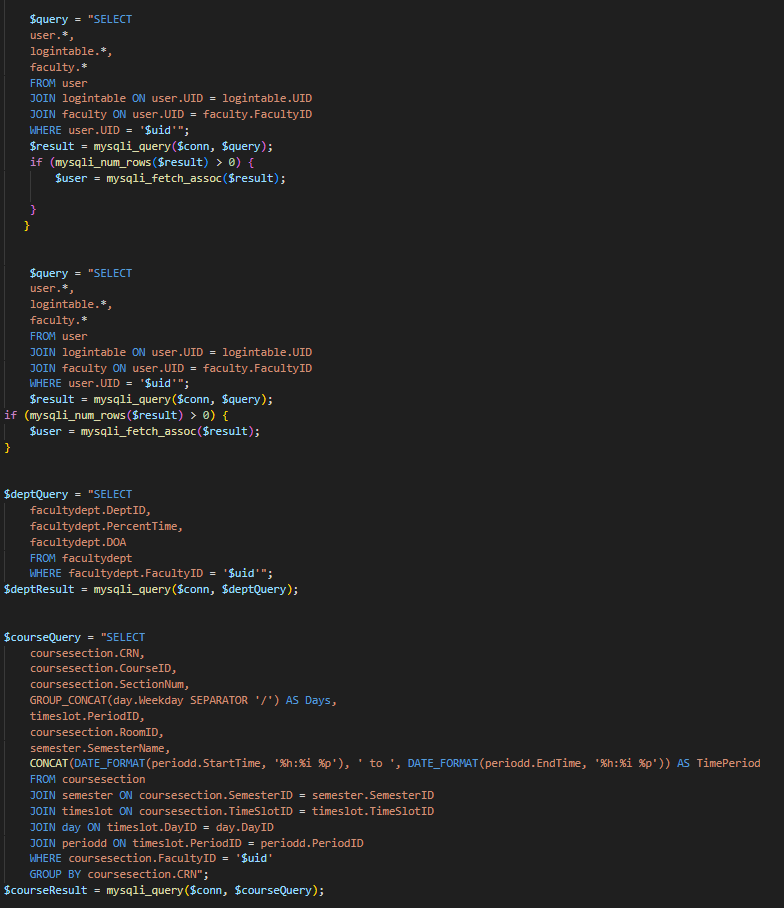 $query = "SELECT
user.*,
logintable.*,
faculty.*
FROM user
JOIN logintable ON user.UID = logintable.UID
JOIN faculty ON user.UID = faculty.FacultyID
WHERE user.UID = '$uid'";
$result = mysqli_query($conn, $query);
if (mysqli_num_rows($result) > 0) {
$user = mysqli_fetch_assoc($result);
}
}
$query = "SELECT
user.*,
logintable.*,
faculty.*
FROM user
JOIN logintable ON user.UID = logintable.UID
JOIN faculty ON user.UID = faculty.FacultyID
WHERE user.UID = '$uid'";
$result = mysqli_query($conn, $query);
if (mysqli_num_rows($result) > 0) {
$user = mysqli_fetch_assoc($result);
}
$deptQuery = "SELECT
facultydept.DeptID,
facultydept.PercentTime,
facultydept.DOA
FROM facultydept
WHERE facultydept.FacultyID = '$uid'";
$deptResult = mysqli_query($conn, $deptQuery);
$courseQuery = "SELECT
coursesection.CRN,
coursesection.CourseID,
coursesection.SectionNum,
GROUP_CONCAT(day.Weekday SEPARATOR '/') AS Days,
timeslot.PeriodID,
coursesection.RoomID,
semester.SemesterName,
CONCAT(DATE_FORMAT(periodd.StartTime, '%h:%i %p'), ' to ', DATE_FORMAT(periodd.EndTime, '%h:%i %p')) AS TimePeriod
FROM coursesection
JOIN semester ON coursesection.SemesterID = semester.SemesterID
JOIN timeslot ON coursesection.TimeSlotID = timeslot.TimeSlotID
JOIN day ON timeslot.DayID = day.DayID
JOIN periodd ON timeslot.PeriodID = periodd.PeriodID
WHERE coursesection.FacultyID = '$uid'
GROUP BY coursesection.CRN";
$courseResult = mysqli_query($conn, $courseQuery);